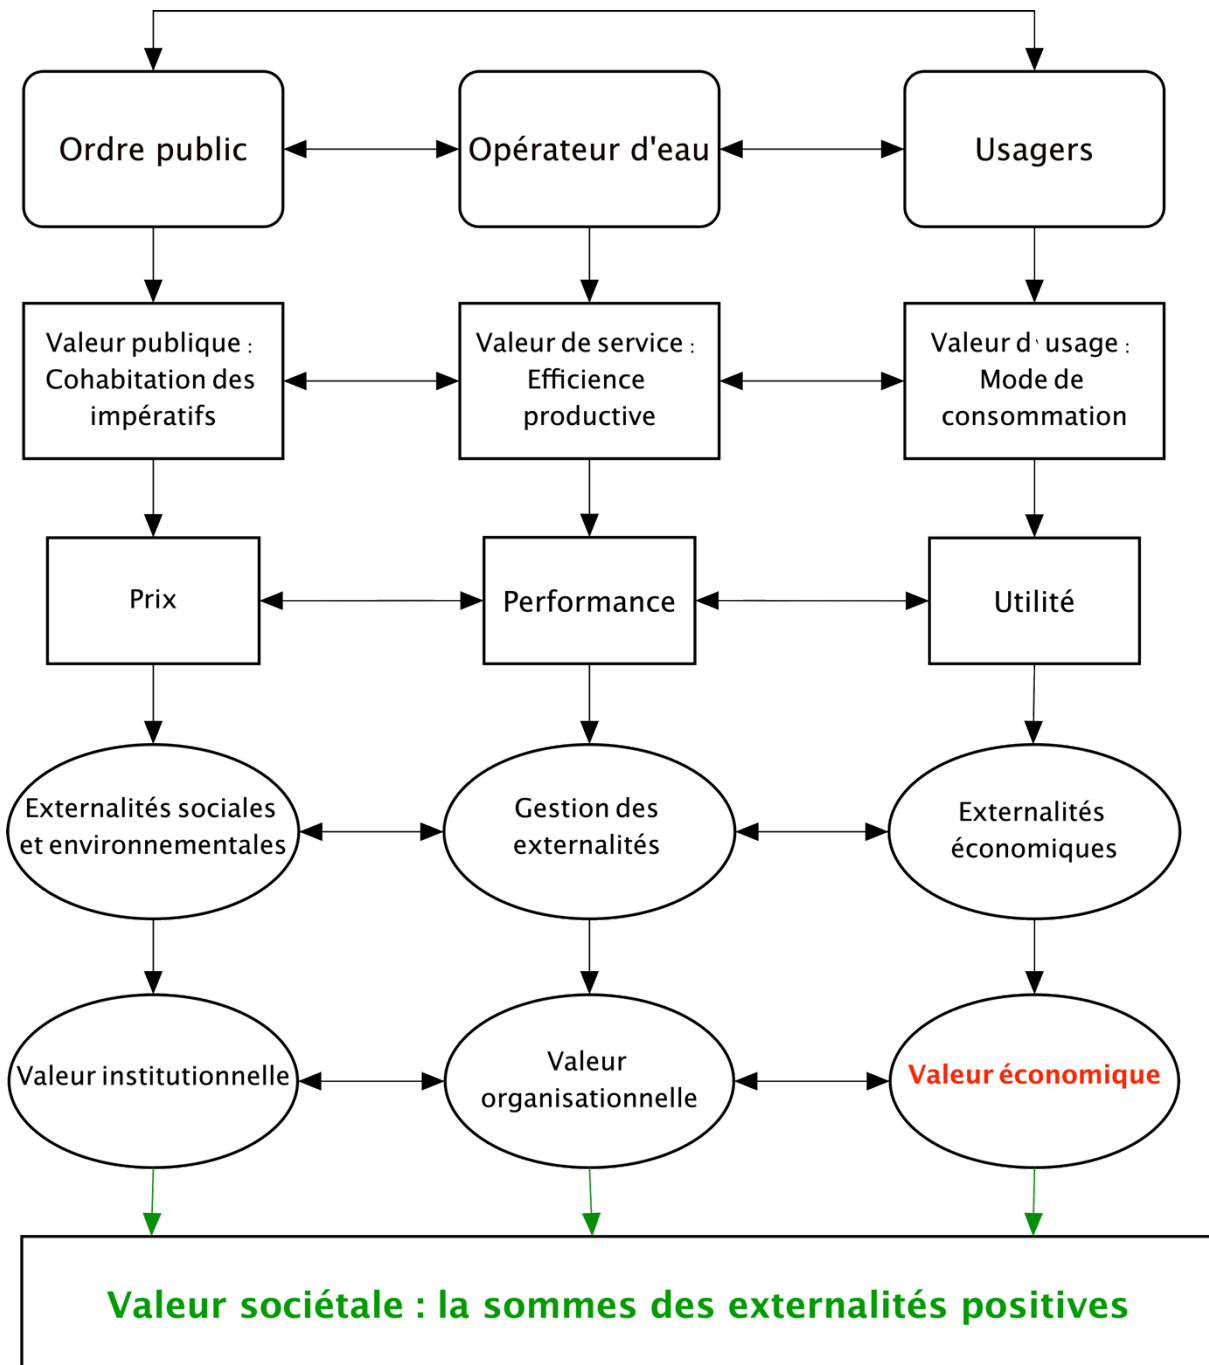 Ordre public
Opérateur d'eau
Usagers
Valeur publique :
Cohabitation des
impératifs
Valeur de service :
Efficience
productive
Valeur d' usage :
Mode de
consommation
Prix
Performance
Utilité
Externalités sociales
et environnementales
Gestion des
externalités
Externalités
économiques
Valeur institutionnelle
Valeur
organisationnelle
Valeur économique
Valeur sociétale : la sommes des externalités positives